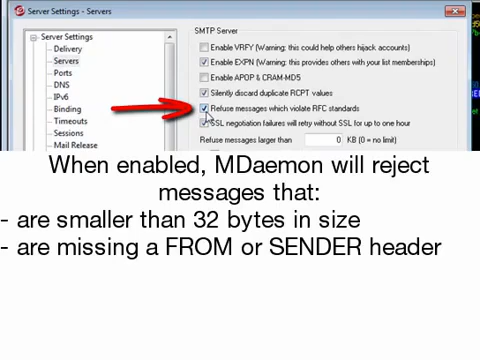 Server Settings - Servers
Server Settings
Delivery
Servers
Ports
DNS
IPv6
Binding
Timeouts
Sessions
Mail Release
SMTP Server
Enable VRFY (Warning: this could help others hijack accounts)
Enable EXPN (Warning: this provides others with your list memberships)
Enable APOP & CRAM-MD5
Silently discard duplicate RCPT values
Refuse messages which violate RFC standards
SSL negotiation failures will retry without SSL for up to one hour
Refuse messages larger than 0 KB (0 = no limit)
When enabled, MDaemon will reject
messages that:
- are smaller than 32 bytes in size
- are missing a FROM or SENDER header